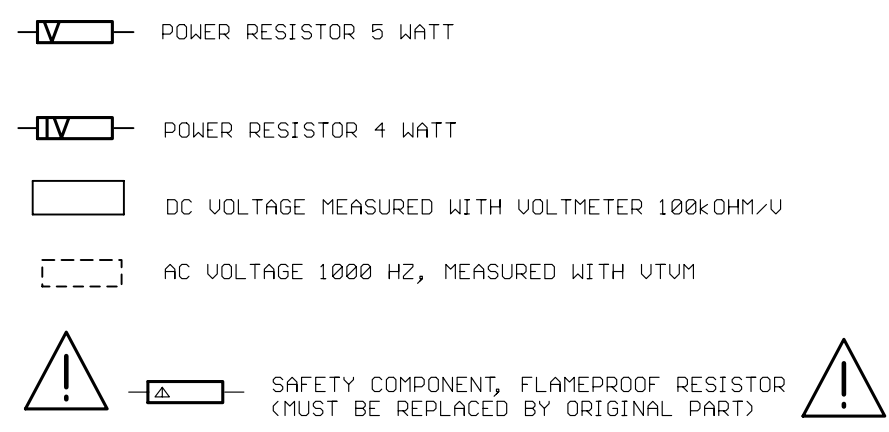 V POWER RESISTOR 5 WATT
IV POWER RESISTOR 4 WATT
DC VOLTAGE MEASURED WITH VOLTMETER 100kOHM/V
AC VOLTAGE 1000 HZ, MEASURED WITH VTVM
! ! SAFETY COMPONENT, FLAMEPROOF RESISTOR !
(MUST BE REPLACED BY ORIGINAL PART)